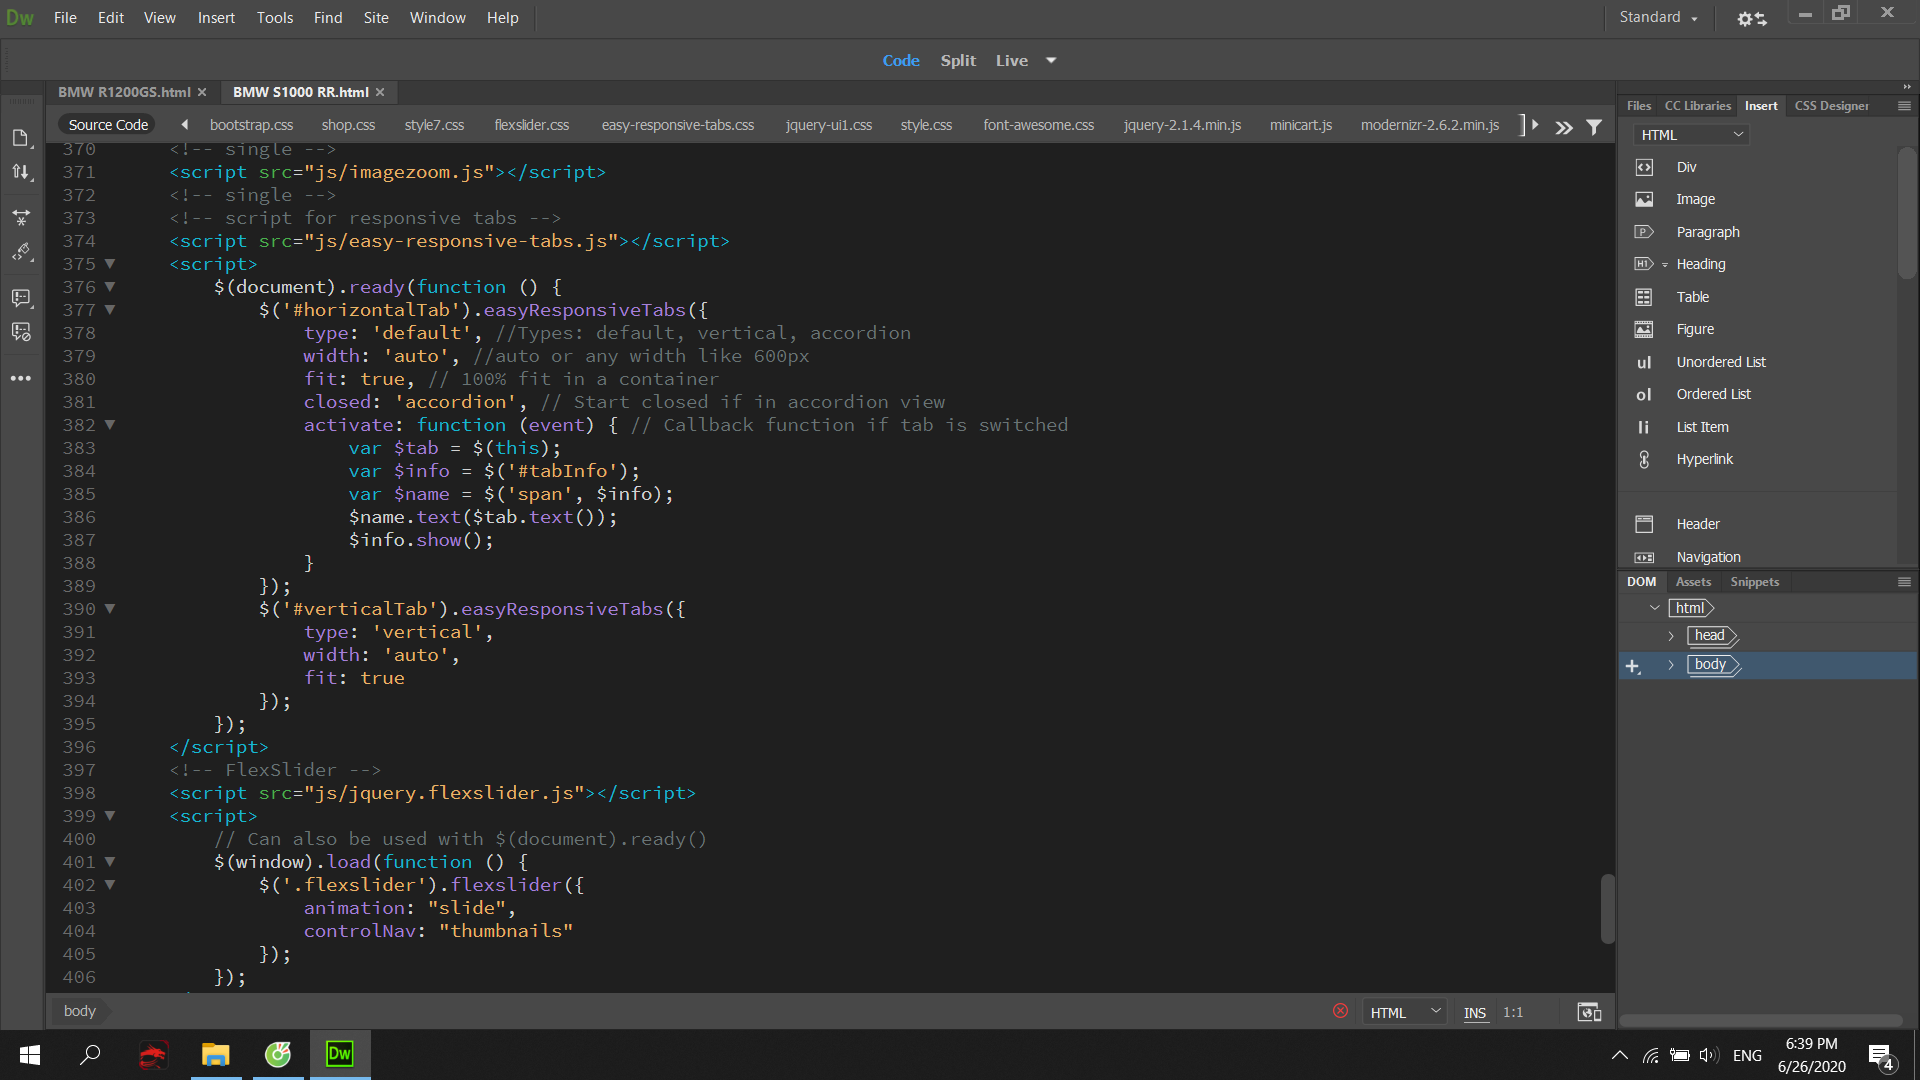 Dw File Edit View Insert Tools Find Site Window Help Standard
Code Split Live
BMW R1200GS.html BMW S1000 RR.html
Source Code bootstrap.css shop.css style7.css flexslider.css easy-responsive-tabs.css jquery-ui1.css style.css font-awesome.css jquery-2.1.4.min.js minicart.js modernizr-2.6.2.min.js
370 <!-- single -->
371 <script src="js/imagezoom.js"></script>
372 <!-- single -->
373 <!-- script for responsive tabs -->
374 <script src="js/easy-responsive-tabs.js"></script>
375 <script>
376 $(document).ready(function () {
377 $('#horizontalTab').easyResponsiveTabs({
378 type: 'default', //Types: default, vertical, accordion
379 width: 'auto', //auto or any width like 600px
380 fit: true, // 100% fit in a container
381 closed: 'accordion', // Start closed if in accordion view
382 activate: function (event) { // Callback function if tab is switched
383 var $tab = $(this);
384 var $info = $('#tabInfo');
385 var $name = $('span', $info);
386 $name.text($tab.text());
387 $info.show();
388 }
389 });
390 $('#verticalTab').easyResponsiveTabs({
391 type: 'vertical',
392 width: 'auto',
393 fit: true
394 });
395 });
396 </script>
397 <!-- FlexSlider -->
398 <script src="js/jquery.flexslider.js"></script>
399 <script>
400 // Can also be used with $(document).ready()
401 $(window).load(function () {
402 $('.flexslider').flexslider({
403 animation: "slide",
404 controlNav: "thumbnails"
405 });
406 });
body HTML INS 1:1
Files CC Libraries Insert CSS Designer
HTML
Div
Image
P Paragraph
H1 Heading
Table
Figure
ul Unordered List
ol Ordered List
li List Item
Hyperlink
Header
Navigation
DOM Assets Snippets
html
head
body
Dw ENG 6:39 PM
6/26/2020 4